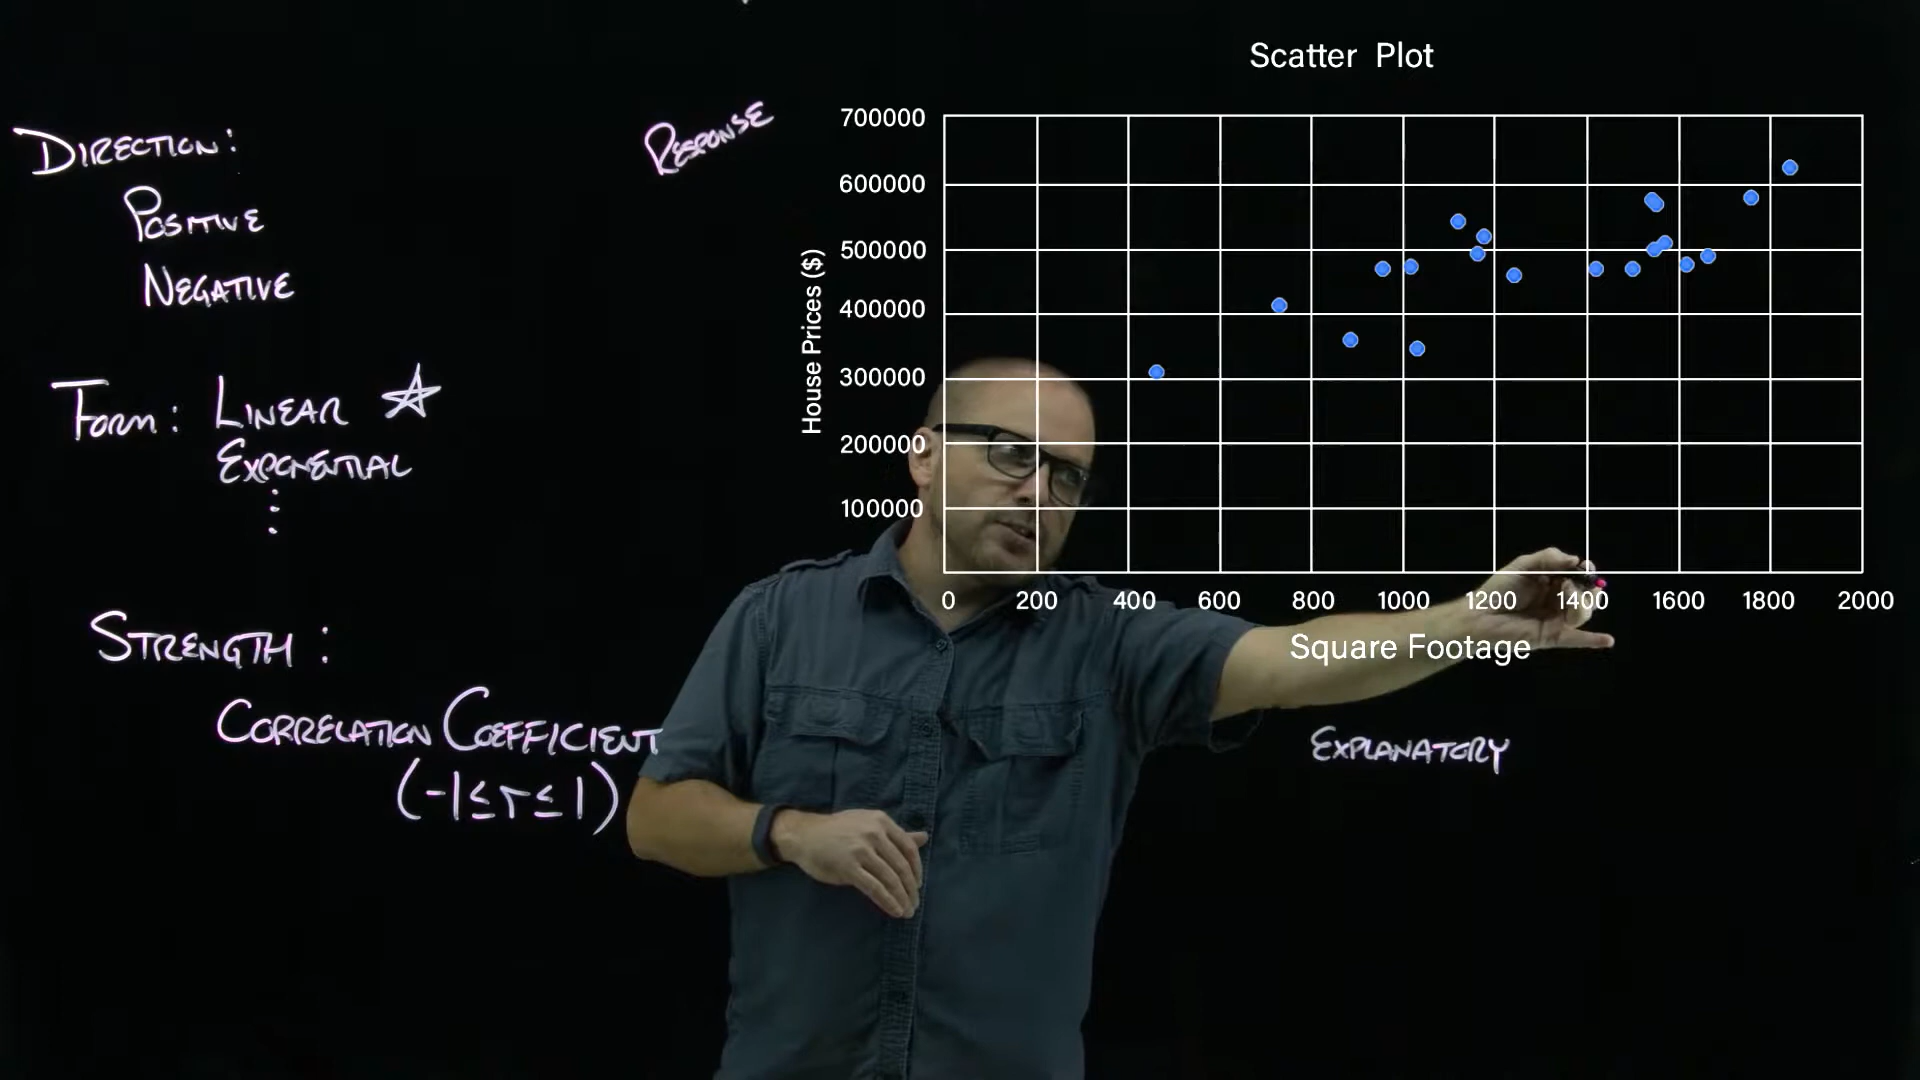 Scatter Plot
DIRECTION:
POSITIVE
NEGATIVE
FORM: LINEAR
EXPONENTIAL
STRENGTH:
CORRELATION COEFFICIENT
(-1≤r≤1)
RESPONSE
House Prices ($)
700000
600000
500000
400000
300000
200000
100000
0 200 400 600 800 1000 1200 1400 1600 1800 2000
Square Footage
EXPLANATORY